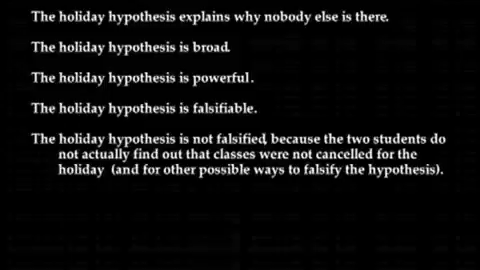 The holiday hypothesis explains why nobody else is there.
The holiday hypothesis is broad.
The holiday hypothesis is powerful.
The holiday hypothesis is falsifiable.
The holiday hypothesis is not falsified, because the two students do
not actually find out that classes were not cancelled for the
holiday (and for other possible ways to falsify the hypothesis).